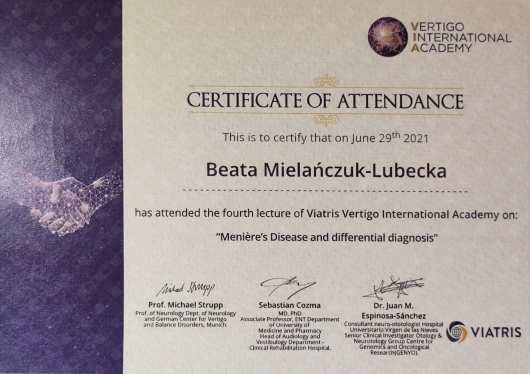 VERTIGO
INTERNATIONAL
ACADEMY
CERTIFICATE OF ATTENDANCE
This is to certify that on June 29th 2021
Beata Mielańczuk-Lubecka
has attended the fourth lecture of Viatris Vertigo International Academy on:
“Menière's Disease and differential diagnosis”
Michael Strupp
Prof. Michael Strupp
Prof. of Neurology Dept. of Neurology
and German Center for Vertigo
and Balance Disorders, Munich.
Sebastian Cozma
MD, PhD
Associate Professor, ENT Department
of University of
Medicine and Pharmacy
Head of Audiology and
Vestibulogy Department -
Clinical Rehabilitation Hospital.
Dr. Juan M.
Espinosa-Sánchez
Consultant neuro-otologist Hospital
Universitario Virgen de las Nieves
Senior Clinical Investigator Otology &
Neurotology Group Centre for
Genomics and Oncological
Research(GENYO).
VIATRIS